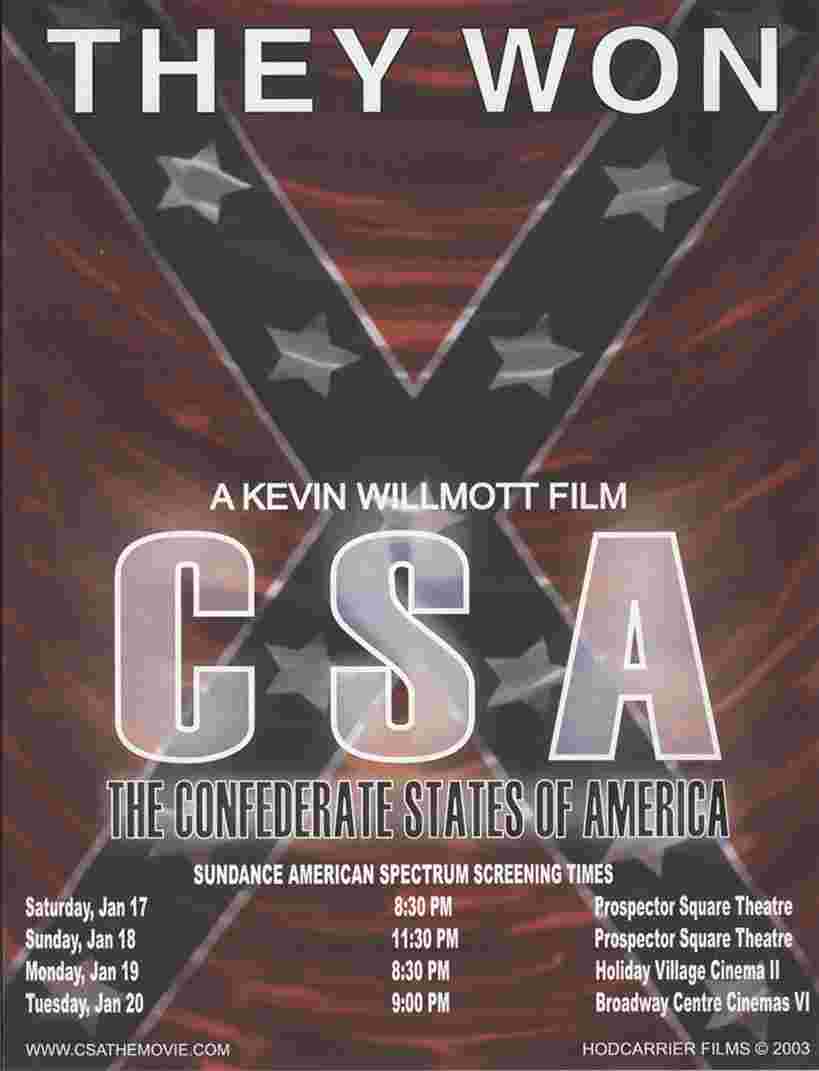 THEY WON
A KEVIN WILLMOTT FILM
CSA
THE CONFEDERATE STATES OF AMERICA
SUNDANCE AMERICAN SPECTRUM SCREENING TIMES
Saturday, Jan 17 8:30 PM Prospector Square Theatre
Sunday, Jan 18 11:30 PM Prospector Square Theatre
Monday, Jan 19 8:30 PM Holiday Village Cinema II
Tuesday, Jan 20 9:00 PM Broadway Centre Cinemas VI
WWW.CSATHEMOVIE.COM HODCARRIER FILMS © 2003